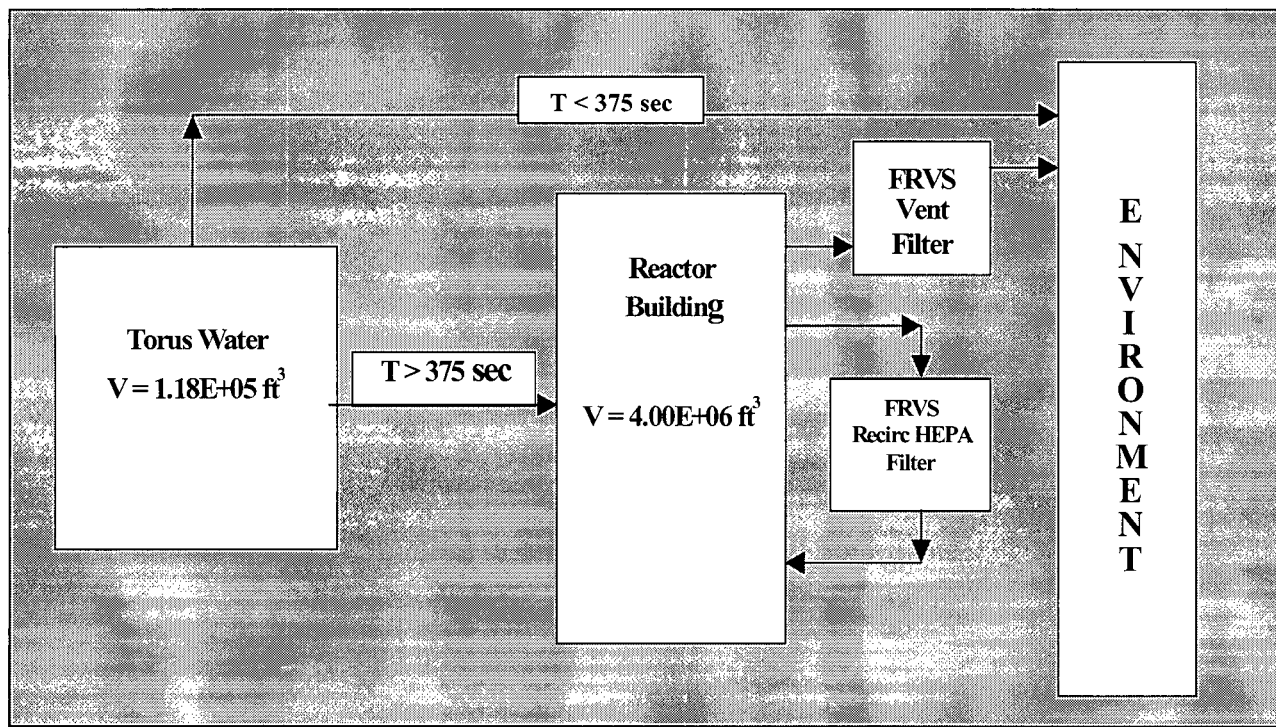 T < 375 sec
FRVS
Vent
Filter
E NVIRONMENT
Reactor
Building
Torus Water
V = 1.18E+05 ft³
T > 375 sec
V = 4.00E+06 ft³
FRVS
Recirc HEPA
Filter